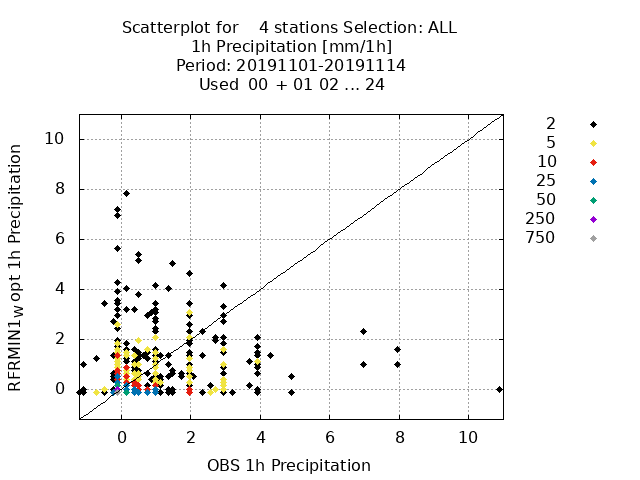 Scatterplot for    4 stations Selection: ALL
1h Precipitation [mm/1h]
Period: 20191101-20191114
Used  00 + 01 02 ... 24
RFRMIN1W opt 1h Precipitation
10
8
6
4
2
0
0 2 4 6 8 10
OBS 1h Precipitation
2
5
10
25
50
250
750